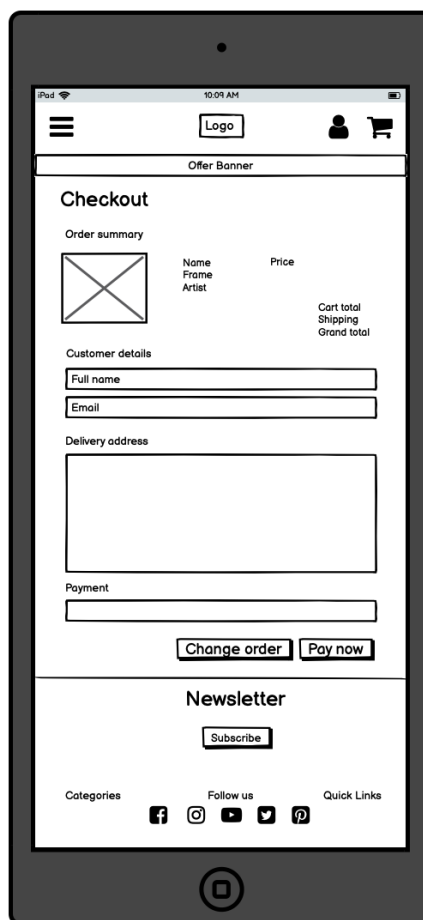 iPad 10:09 AM
Logo
Offer Banner
Checkout
Order summary
Name Price
Frame
Artist
Cart total
Shipping
Grand total
Customer details
Full name
Email
Delivery address
Payment
Change order Pay now
Newsletter
Subscribe
Categories Follow us Quick Links